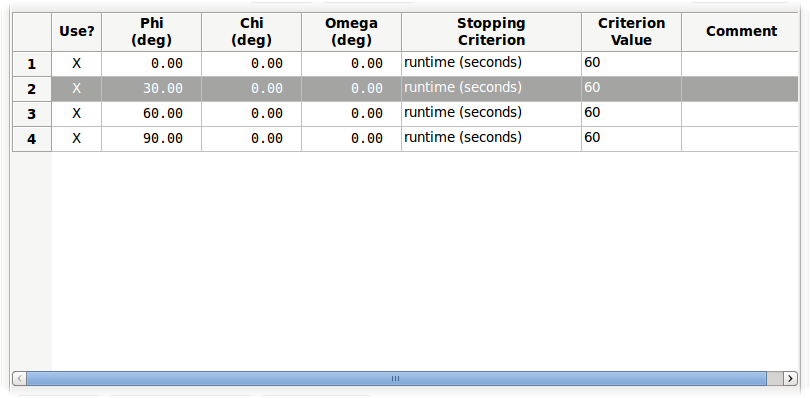 Use? Phi (deg) Chi (deg) Omega (deg) Stopping Criterion Criterion Value Comment
1 X 0.00 0.00 0.00 runtime (seconds) 60
2 X 30.00 0.00 0.00 runtime (seconds) 60
3 X 60.00 0.00 0.00 runtime (seconds) 60
4 X 90.00 0.00 0.00 runtime (seconds) 60